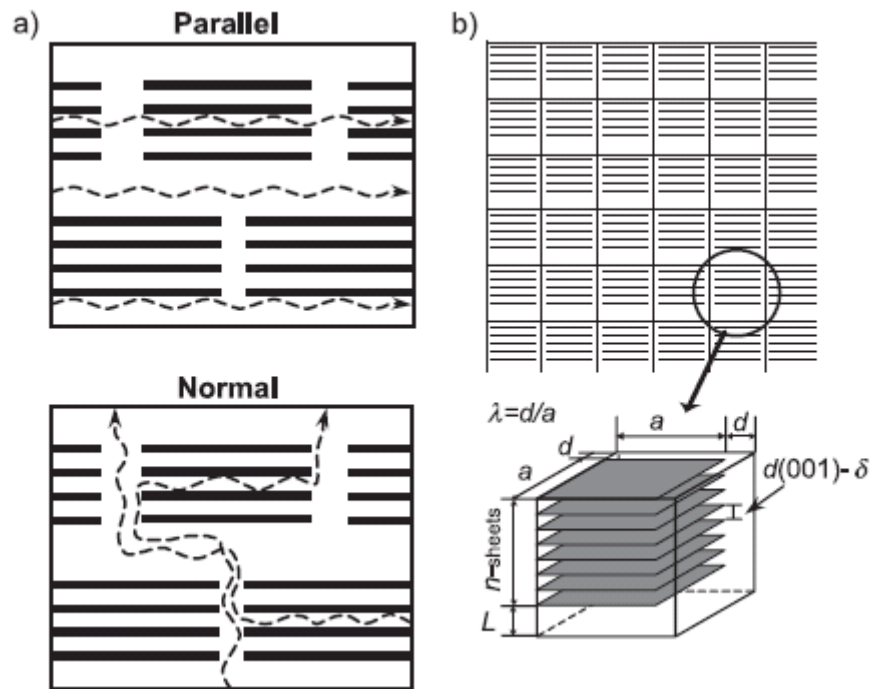 a)
Parallel
Normal
b)
λ=d/a
a
d
d
a
d(001)- δ
n-sheets
L